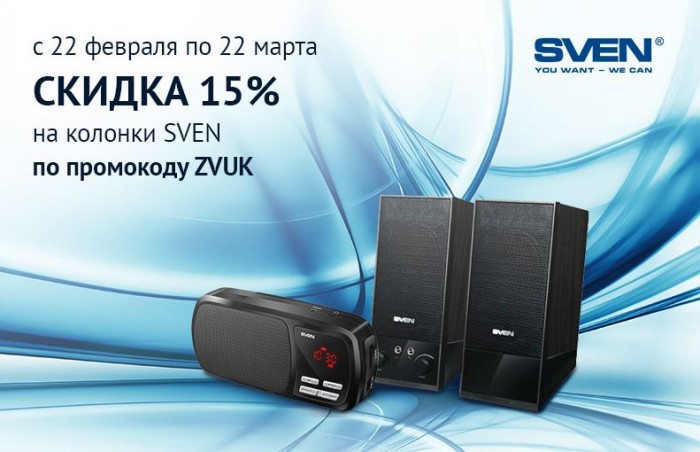 с 22 февраля по 22 марта
СКИДКА 15%
на колонки SVEN
по промокоду ZVUK
SVEN®
YOU WANT – WE CAN
SVEN
SVEN
SVEN